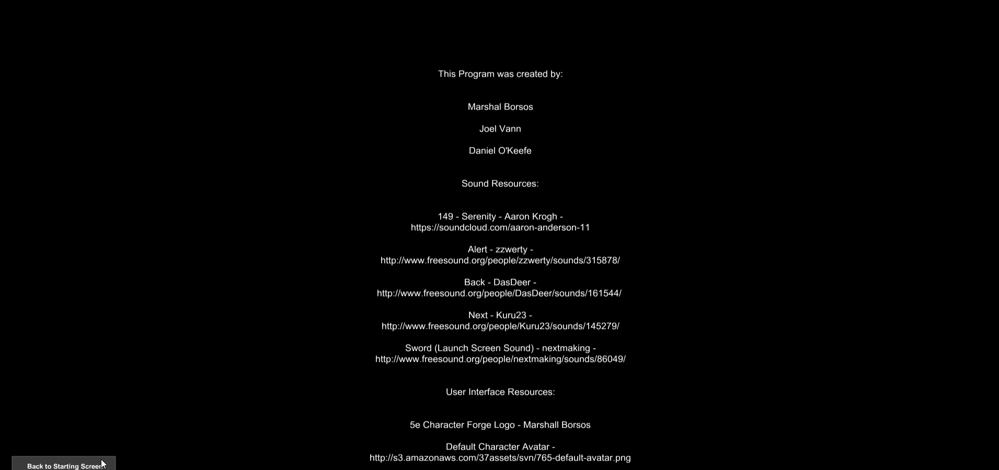 This Program was created by:
Marshal Borsos
Joel Vann
Daniel O'Keefe
Sound Resources:
149 - Serenity - Aaron Krogh -
https://soundcloud.com/aaron-anderson-11
Alert - zzwerty -
http://www.freesound.org/people/zzwerty/sounds/315878/
Back - DasDeer -
http://www.freesound.org/people/DasDeer/sounds/161544/
Next - Kuru23 -
http://www.freesound.org/people/Kuru23/sounds/145279/
Sword (Launch Screen Sound) - nextmaking -
http://www.freesound.org/people/nextmaking/sounds/86049/
User Interface Resources:
5e Character Forge Logo - Marshall Borsos
Default Character Avatar -
http://s3.amazonaws.com/37assets/svn/765-default-avatar.png
Back to Starting Screen